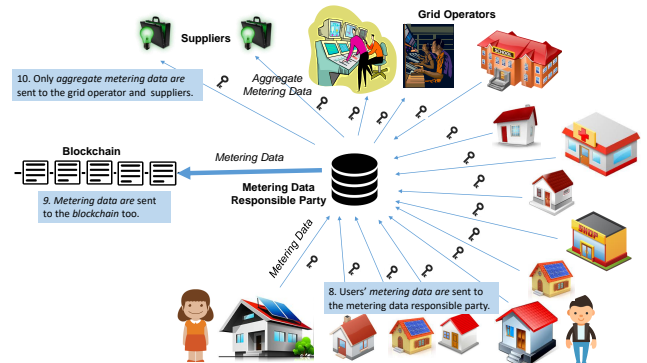 Grid Operators
Suppliers
SCHOOL
10. Only aggregate metering data are
sent to the grid operator and suppliers.
Aggregate
Metering Data
Blockchain
Metering Data
Metering Data
Responsible Party
9. Metering data are sent
to the blockchain too.
SHOP
Metering Data
8. Users' metering data are sent to
the metering data responsible party.